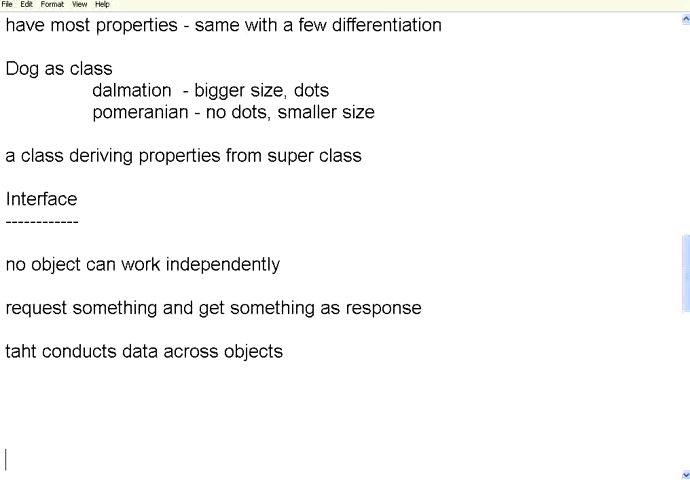 File Edit Format View Help
have most properties - same with a few differentiation
Dog as class
dalmation - bigger size, dots
pomeranian - no dots, smaller size
a class deriving properties from super class
Interface
------------
no object can work independently
request something and get something as response
taht conducts data across objects